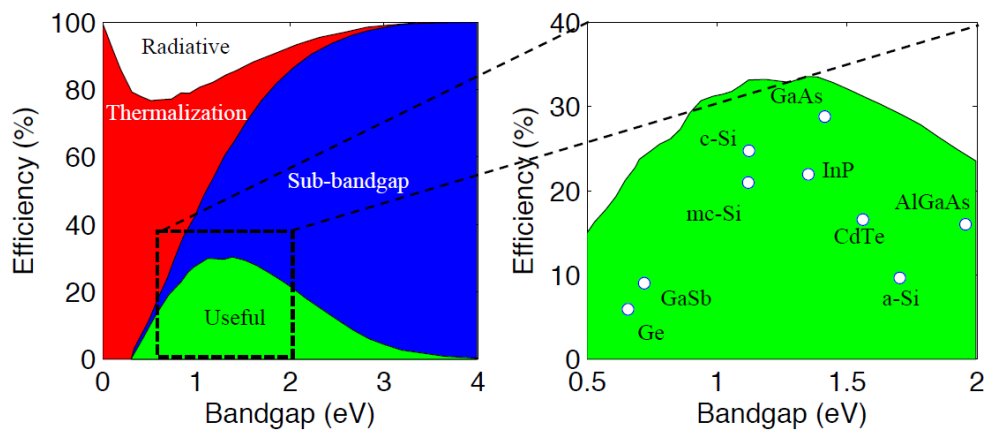 100
80
60
40
20
0
Efficiency (%)
Radiative
Thermalization
Sub-bandgap
Useful
0 1 2 3 4
Bandgap (eV)
40
30
20
10
0
Efficiency (%)
GaAs
c-Si
InP
mc-Si
AlGaAs
CdTe
GaSb
a-Si
Ge
0.5 1 1.5 2
Bandgap (eV)